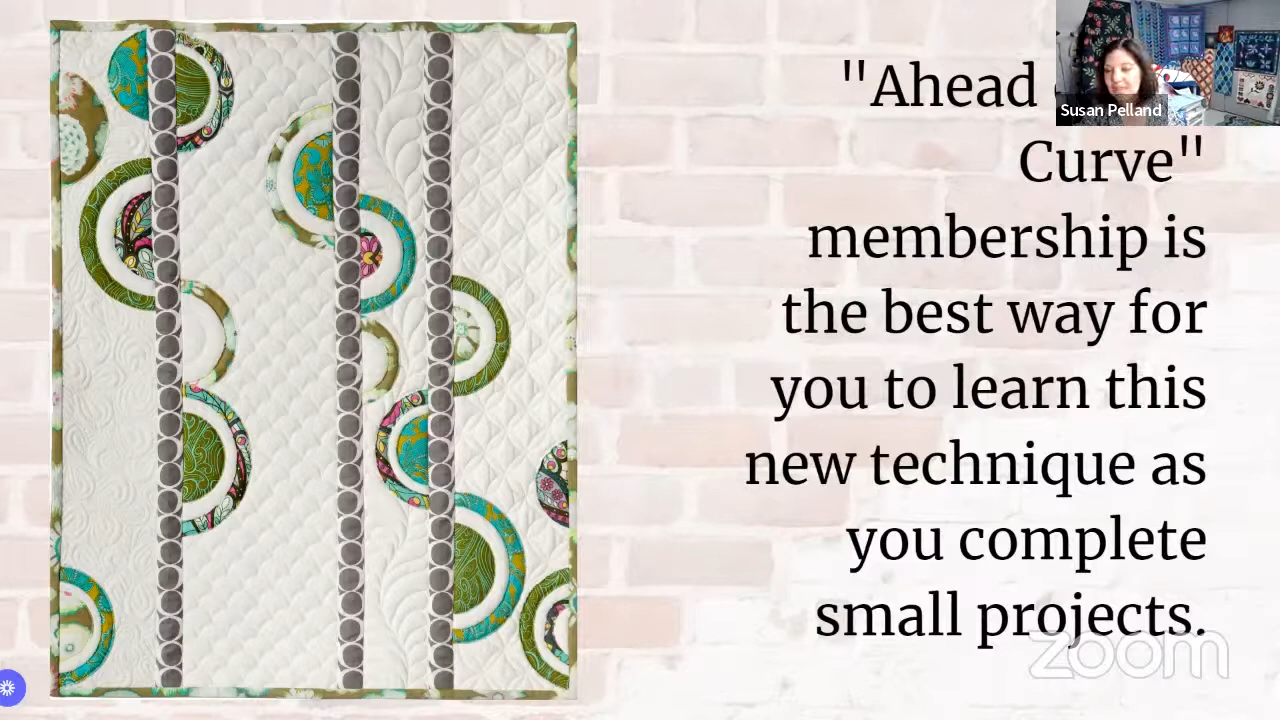 "Ahead
Susan Pelland
Curve"
membership is
the best way for
you to learn this
new technique as
you complete
small projects.
zoom